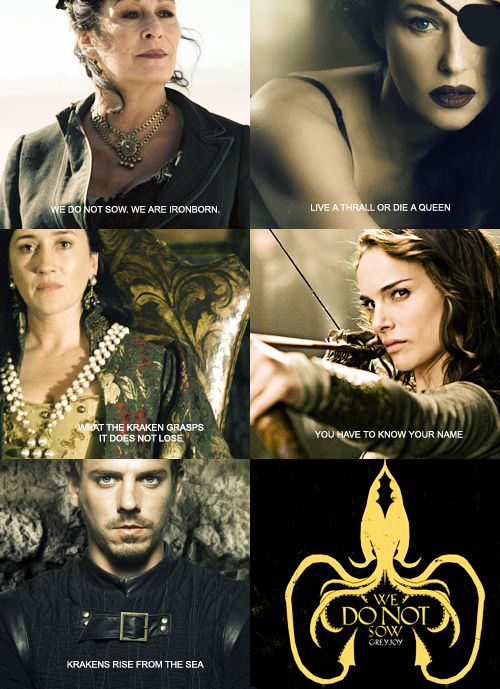 WE DO NOT SOW. WE ARE IRONBORN.
LIVE A THRALL OR DIE A QUEEN
WHAT THE KRAKEN GRASPS
IT DOES NOT LOSE
YOU HAVE TO KNOW YOUR NAME
KRAKENS RISE FROM THE SEA
WE
DO NOT
SOW
GREYJOY